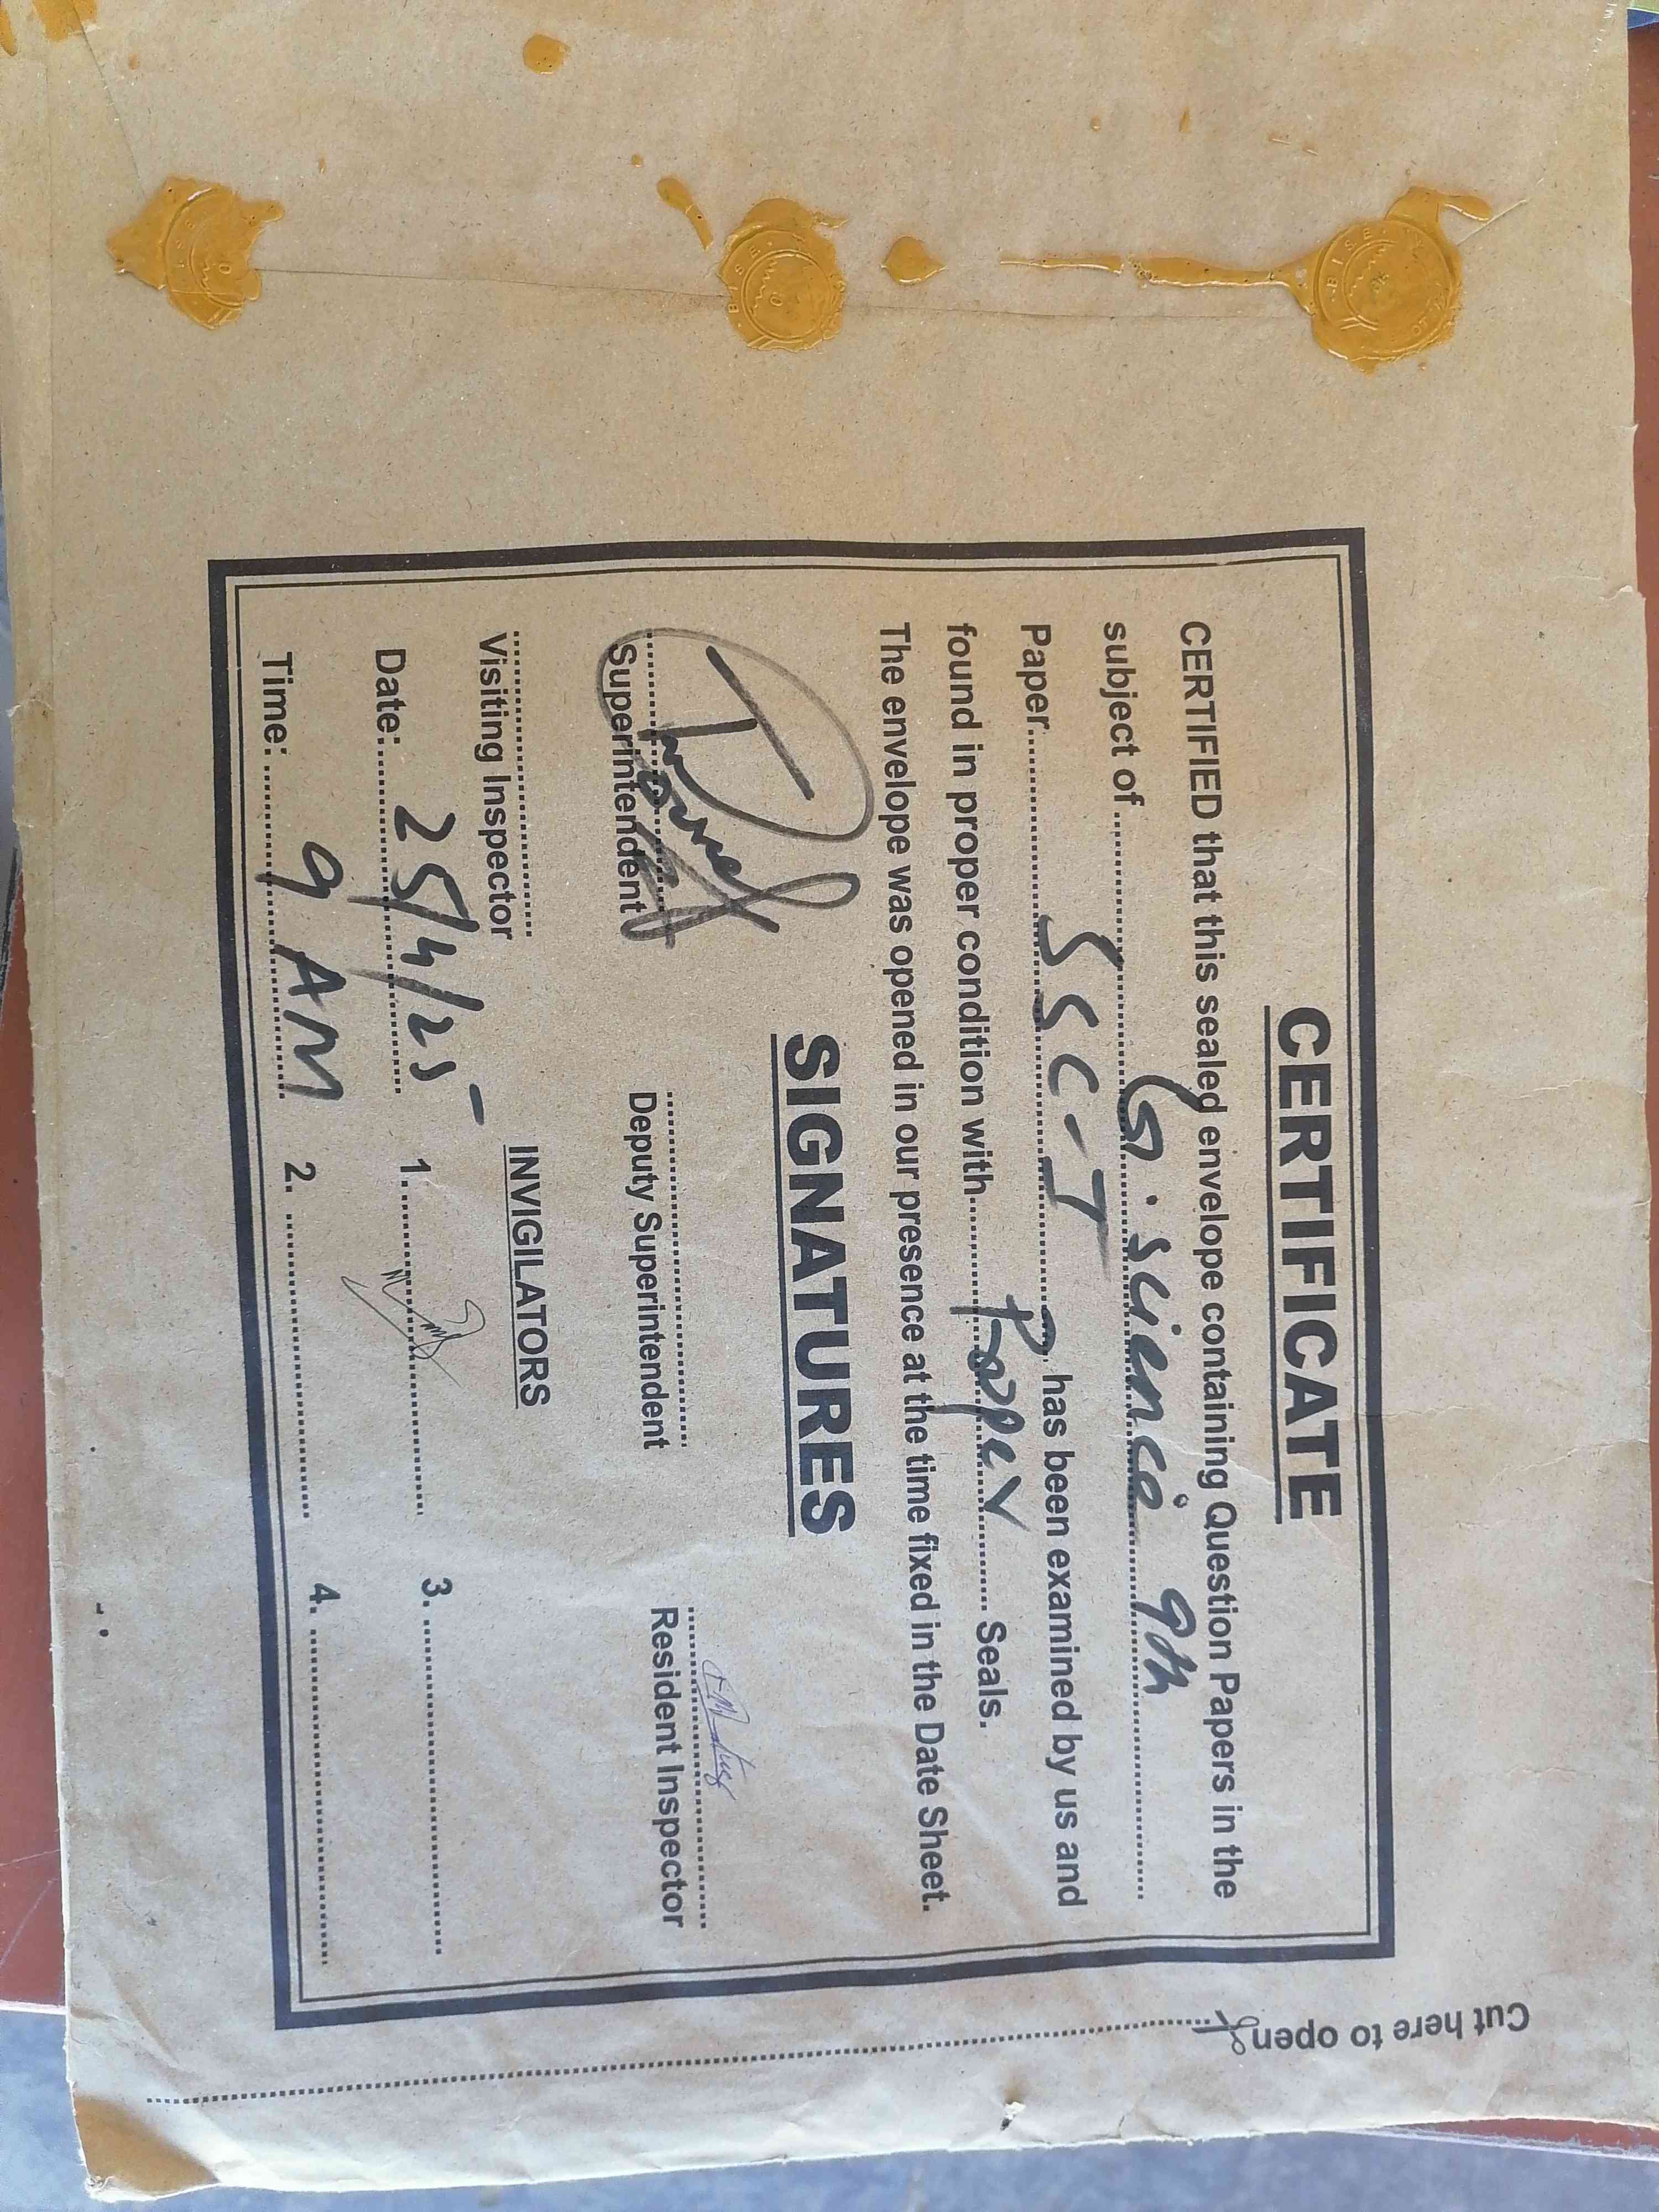 CERTIFICATE
CERTIFIED that this sealed envelope containing Question Papers in the
subject of G. science 9th
Paper SSC-I has been examined by us and
found in proper condition with Paper Seals.
The envelope was opened in our presence at the time fixed in the Date Sheet.
SIGNATURES
Superintendent
Deputy Superintendent
Resident Inspector
Visiting Inspector
INVIGILATORS
Date: 25/4/25
1.
3.
Time: 9 AM
2.
4.
Cut here to open